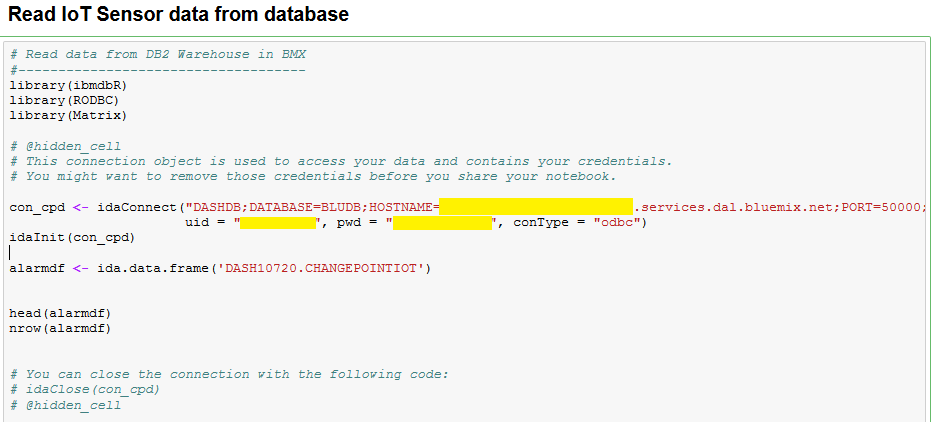 Read IoT Sensor data from database
# Read data from DB2 Warehouse in BMX
#-----------------------------------
library(ibmdbR)
library(RODBC)
library(Matrix)
# @hidden_cell
# This connection object is used to access your data and contains your credentials.
# You might want to remove those credentials before you share your notebook.
con_cpd <- idaConnect("DASHDB;DATABASE=BLUDB;HOSTNAME= .services.dal.bluemix.net;PORT=50000;
uid = " ", pwd = " ", conType = "odbc")
idaInit(con_cpd)
alarmdf <- ida.data.frame('DASH10720.CHANGEPOINTIOT')
head(alarmdf)
nrow(alarmdf)
# You can close the connection with the following code:
# idaClose(con_cpd)
# @hidden_cell